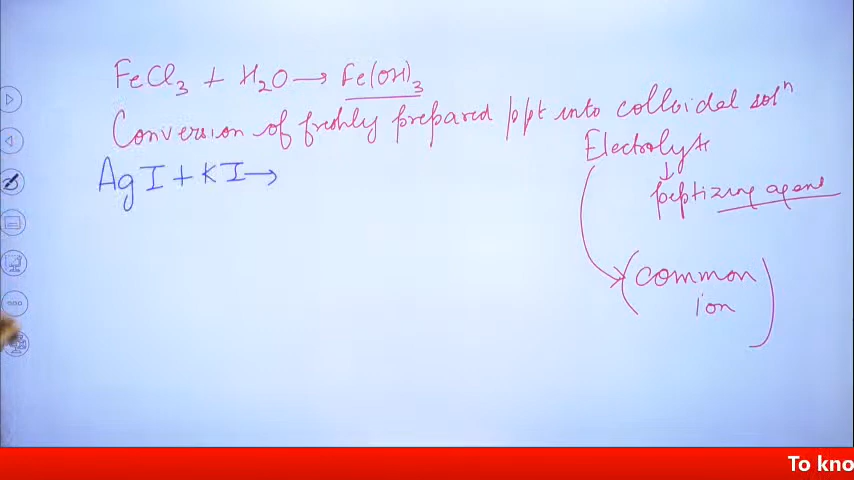 FeCl₃ + H₂O → Fe(OH)₃
Conversion of freshly prepared ppt into colloidal solⁿ
Electrolyte
↓
peptizing agent
(common
ion)
AgI + KI →
To kno